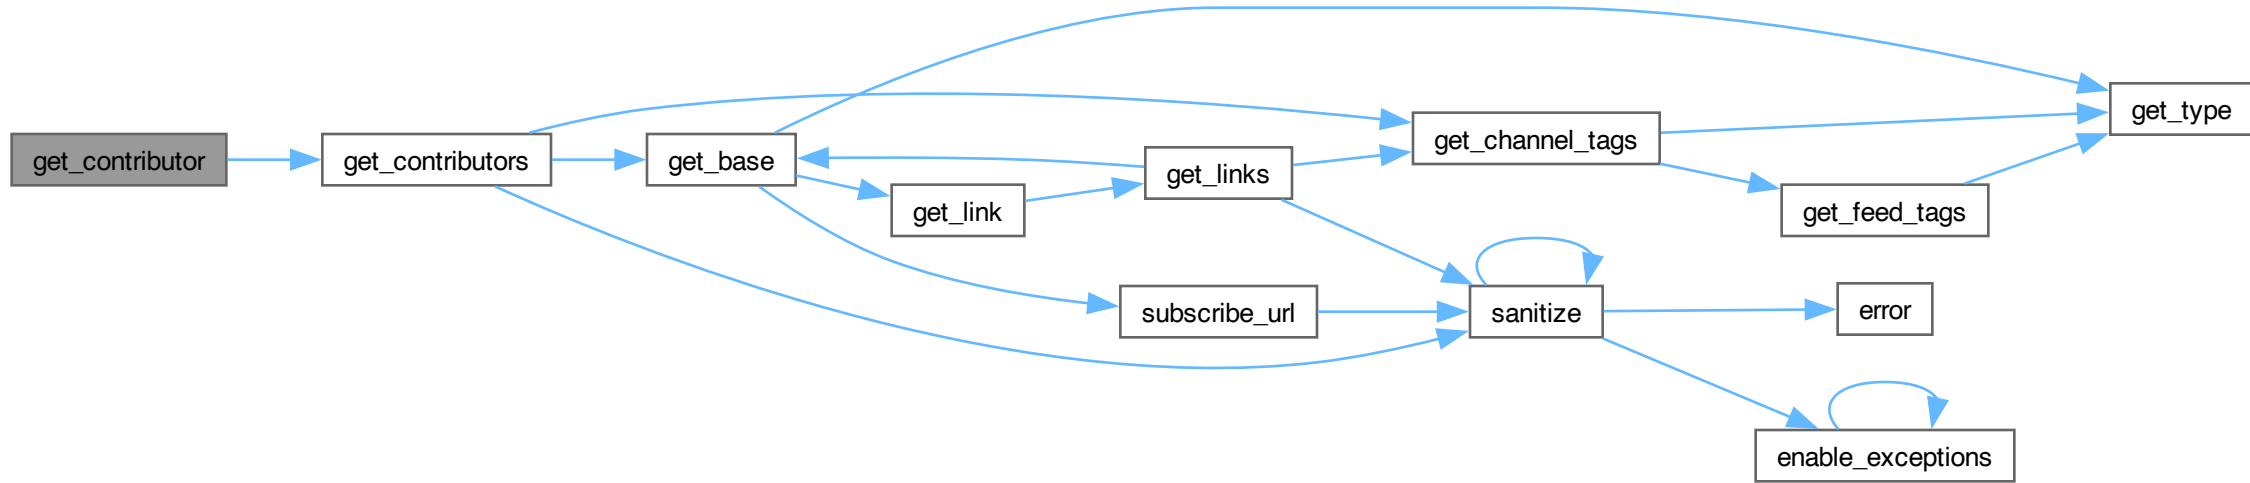 get_contributor
get_contributors
get_base
get_link
get_links
subscribe_url
get_channel_tags
sanitize
get_feed_tags
error
enable_exceptions
get_type